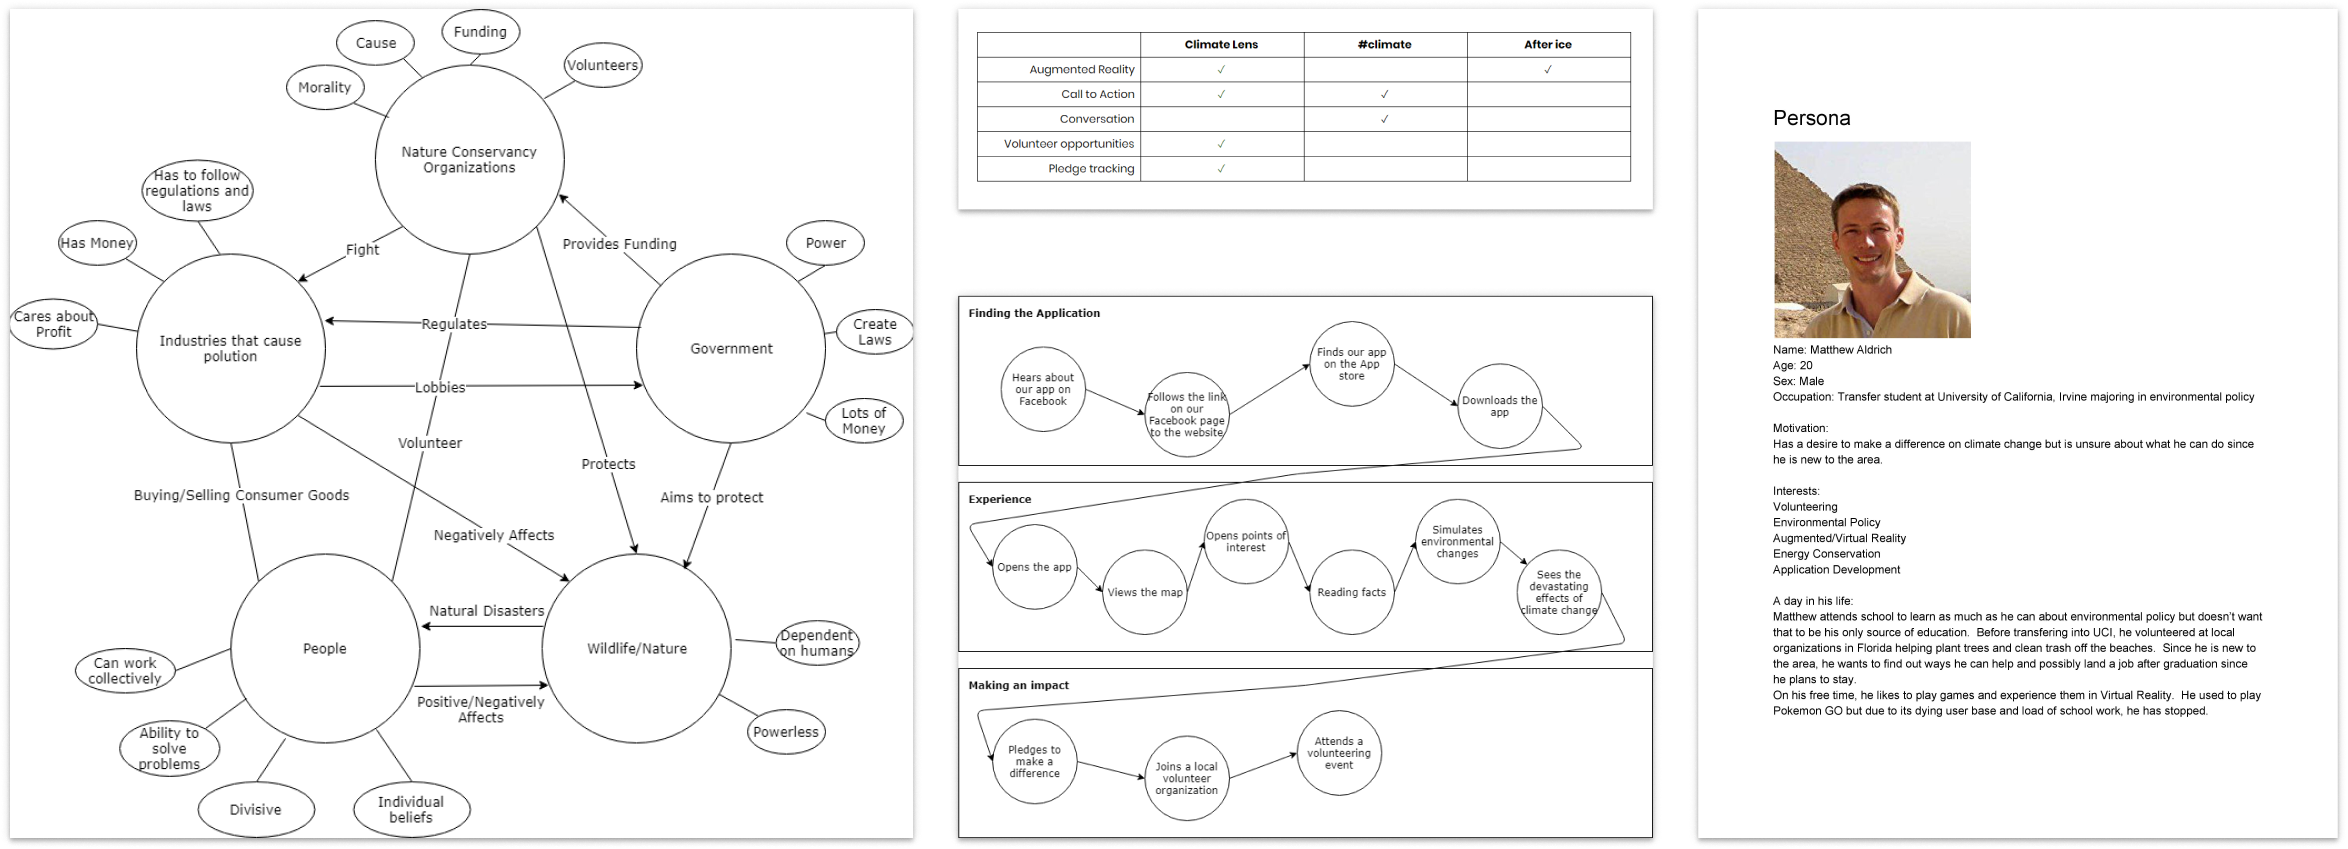 Funding
Cause
Volunteers
Morality
Nature Conservancy
Organizations
Has to follow
regulations and
laws
Has Money
Fight
Provides Funding
Power
Cares about
Profit
Regulates
Create
Laws
Industries that cause
polution
Government
Lobbies
Lots of
Money
Volunteer
Protects
Buying/Selling Consumer Goods
Aims to protect
Negatively Affects
Natural Disasters
People
Wildlife/Nature
Dependent
on humans
Can work
collectively
Positive/Negatively
Affects
Powerless
Ability to
solve
problems
Divisive
Individual
beliefs
Climate Lens #climate After ice
Augmented Reality ✓ ✓
Call to Action ✓ ✓
Conversation ✓
Volunteer opportunities ✓
Pledge tracking ✓
Finding the Application
Hears about
our app on
Facebook
Follows the link
on our
Facebook page
to the website
Finds our app
on the App
store
Downloads the
app
Experience
Opens the app
Views the map
Opens points of
interest
Reading facts
Simulates
environmental
changes
Sees the
devastating
effects of
climate change
Making an impact
Pledges to
make a
difference
Joins a local
volunteer
organization
Attends a
volunteering
event
Persona
Name: Matthew Aldrich
Age: 20
Sex: Male
Occupation: Transfer student at University of California, Irvine majoring in environmental policy
Motivation:
Has a desire to make a difference on climate change but is unsure about what he can do since
he is new to the area.
Interests:
Volunteering
Environmental Policy
Augmented/Virtual Reality
Energy Conservation
Application Development
A day in his life:
Matthew attends school to learn as much as he can about environmental policy but doesn't want
that to be his only source of education. Before transfering into UCI, he volunteered at local
organizations in Florida helping plant trees and clean trash off the beaches. Since he is new to
the area, he wants to find out ways he can help and possibly land a job after graduation since
he plans to stay.
On his free time, he likes to play games and experience them in Virtual Reality. He used to play
Pokemon GO but due to its dying user base and load of school work, he has stopped.